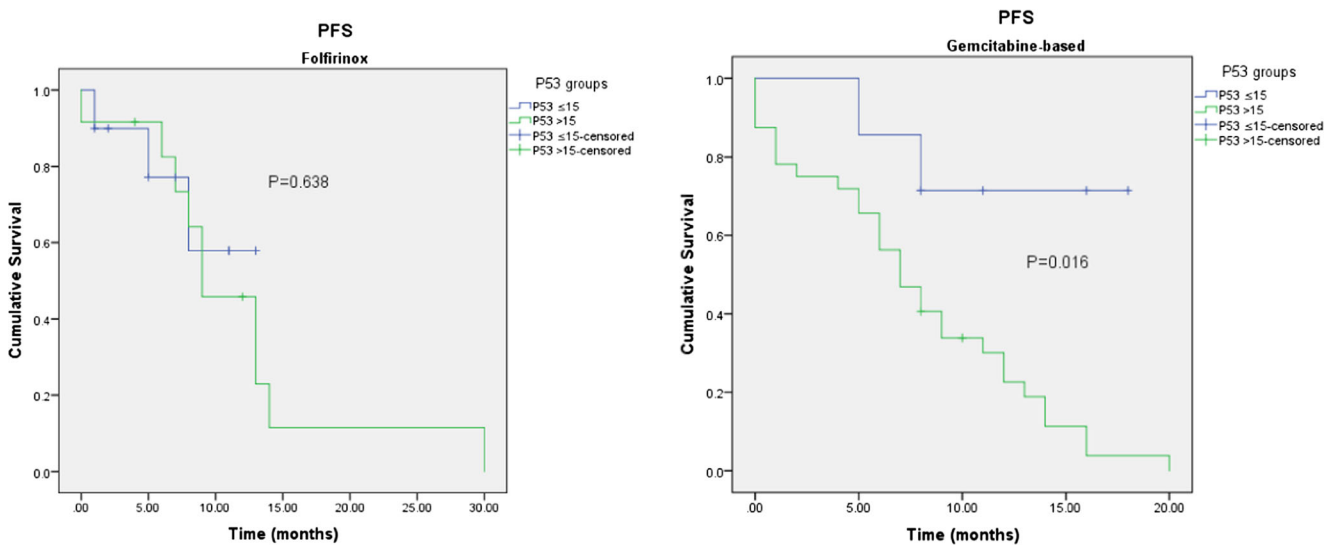 PFS
Folfirinox
P53 groups
P53 ≤15
P53 >15
P53 ≤15-censored
P53 >15-censored
P=0.638
Cumulative Survival
1.0
0.8
0.6
0.4
0.2
0.0
.00 5.00 10.00 15.00 20.00 25.00 30.00
Time (months)
PFS
Gemcitabine-based
P53 groups
P53 ≤15
P53 >15
P53 ≤15-censored
P53 >15-censored
P=0.016
Cumulative Survival
1.0
0.8
0.6
0.4
0.2
0.0
.00 5.00 10.00 15.00 20.00
Time (months)